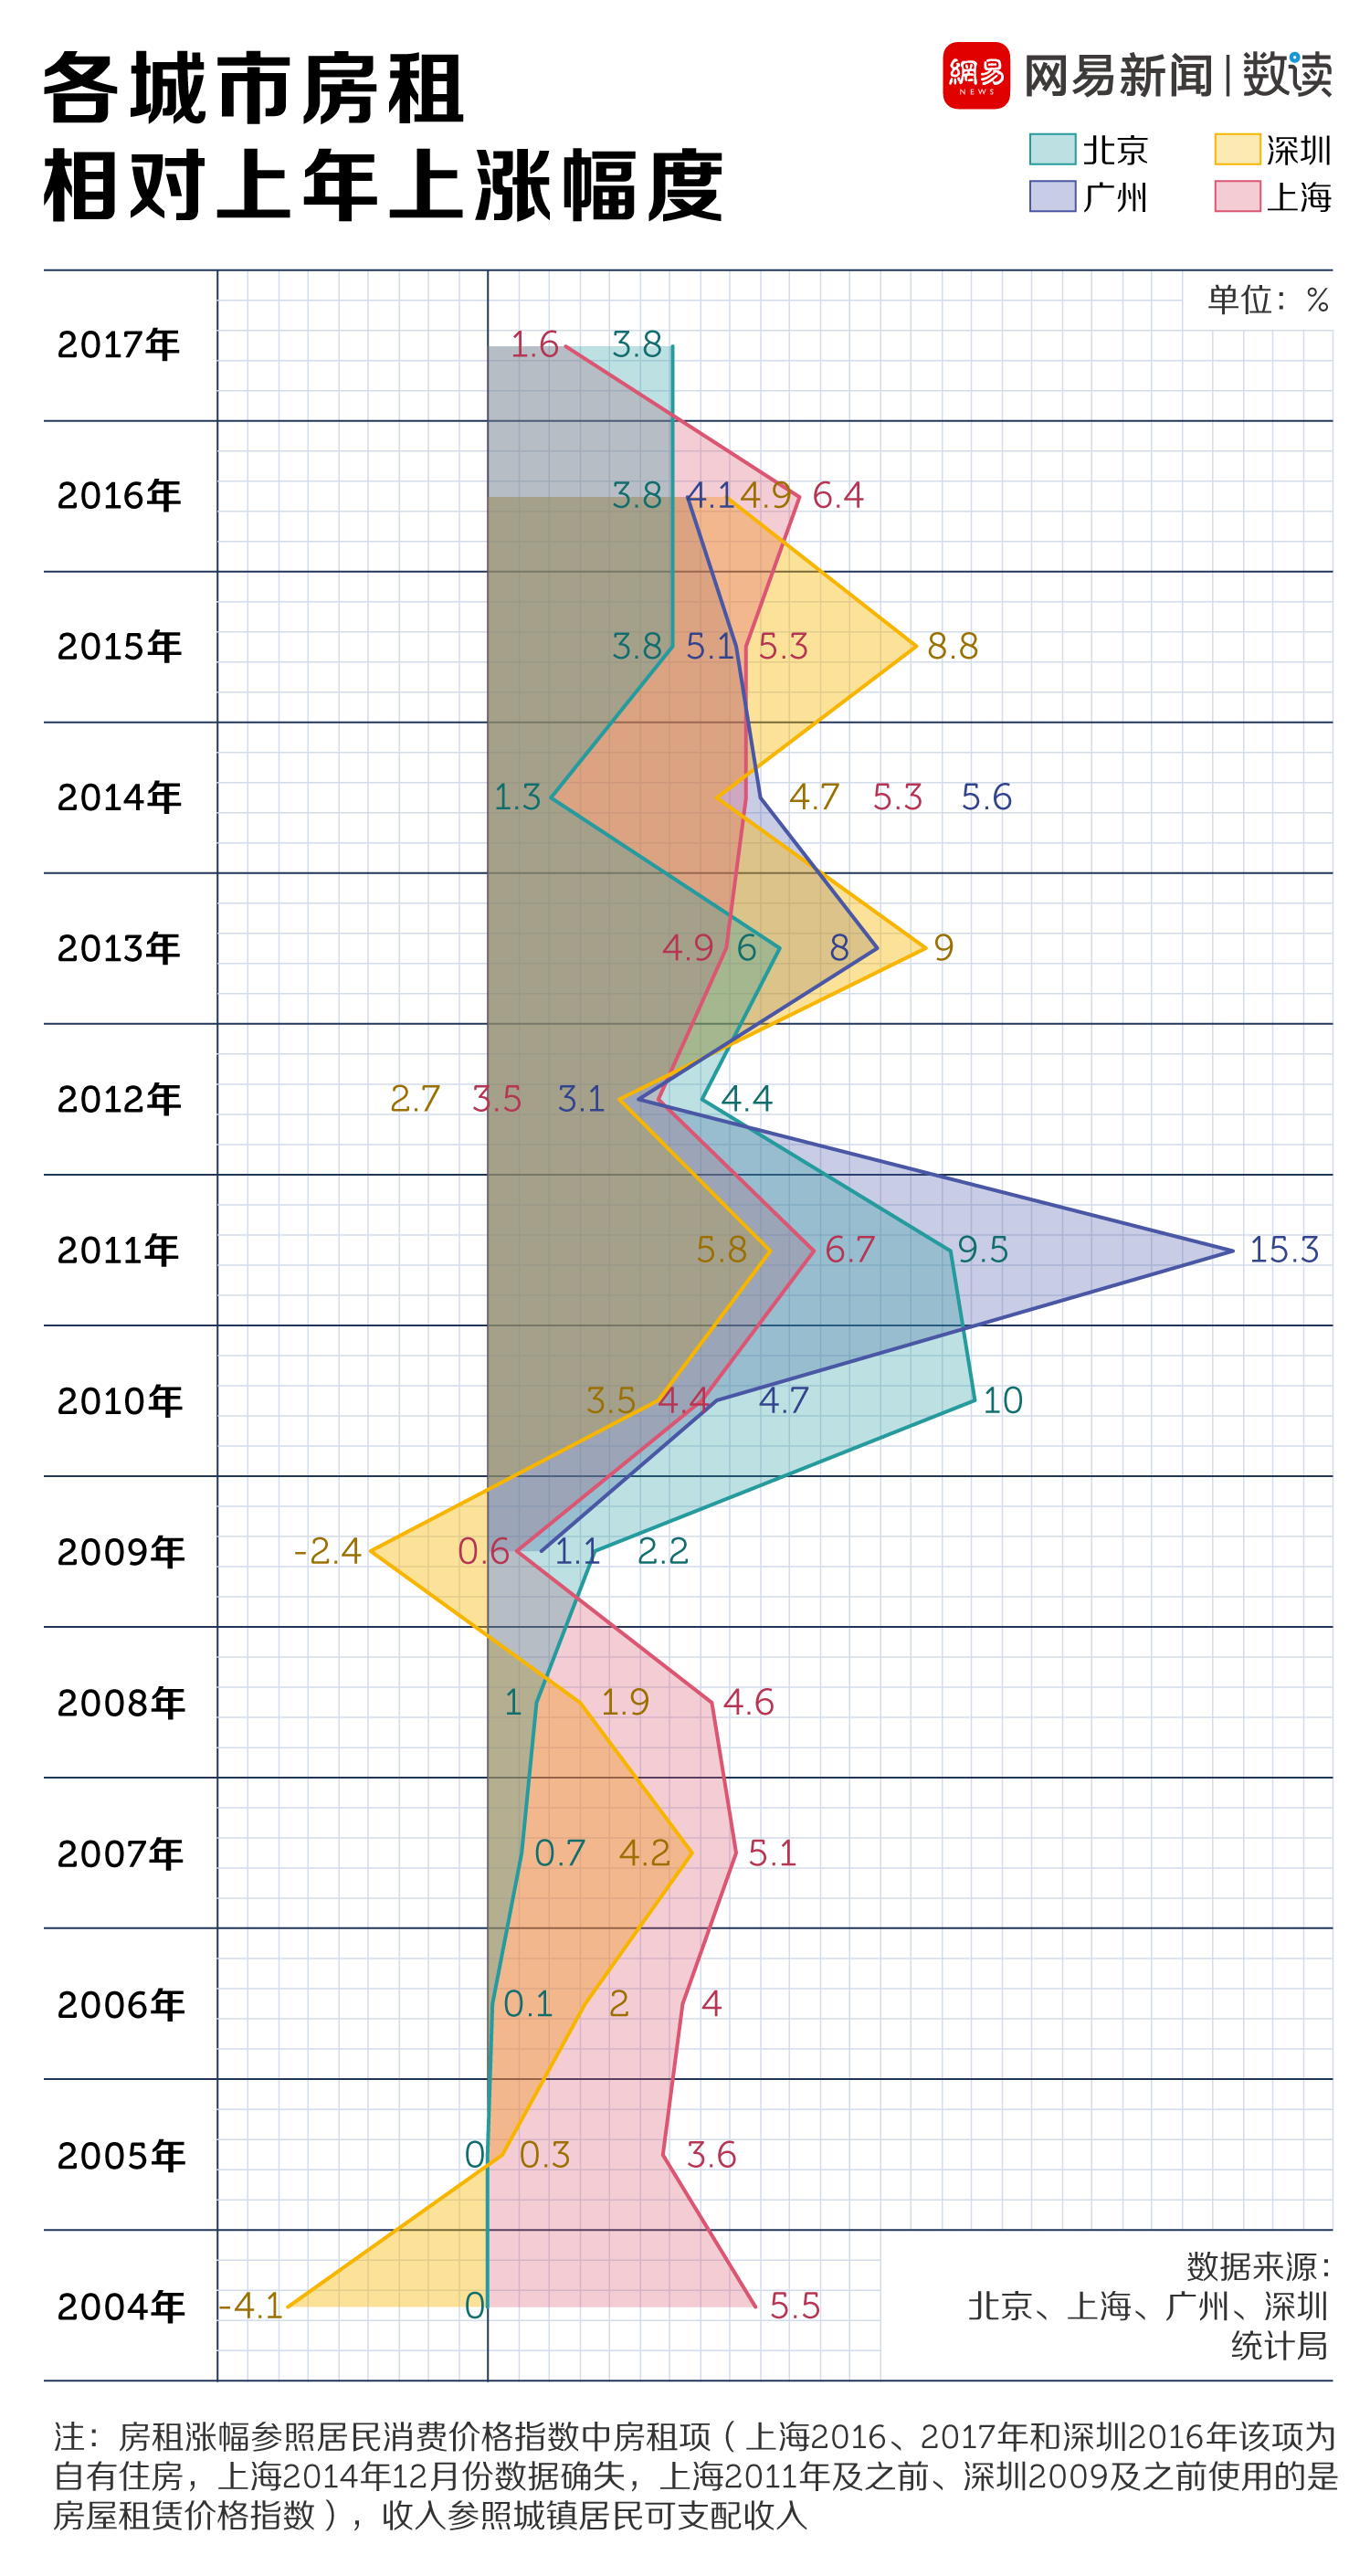 各城市房租
相对上年上涨幅度
網易
NEWS
网易新闻 | 数读
北京 深圳
广州 上海
单位：%
2017年 1.6 3.8
2016年 3.8 4.1 4.9 6.4
2015年 3.8 5.1 5.3 8.8
2014年 1.3 4.7 5.3 5.6
2013年 4.9 6 8 9
2012年 2.7 3.5 3.1 4.4
2011年 5.8 6.7 9.5 15.3
2010年 3.5 4.4 4.7 10
2009年 -2.4 0.6 1.1 2.2
2008年 1 1.9 4.6
2007年 0.7 4.2 5.1
2006年 0.1 2 4
2005年 0 0.3 3.6
2004年 -4.1 0 5.5
数据来源：
北京、上海、广州、深圳
统计局
注：房租涨幅参照居民消费价格指数中房租项（上海2016、2017年和深圳2016年该项为
自有住房，上海2014年12月份数据确失，上海2011年及之前、深圳2009及之前使用的是
房屋租赁价格指数），收入参照城镇居民可支配收入